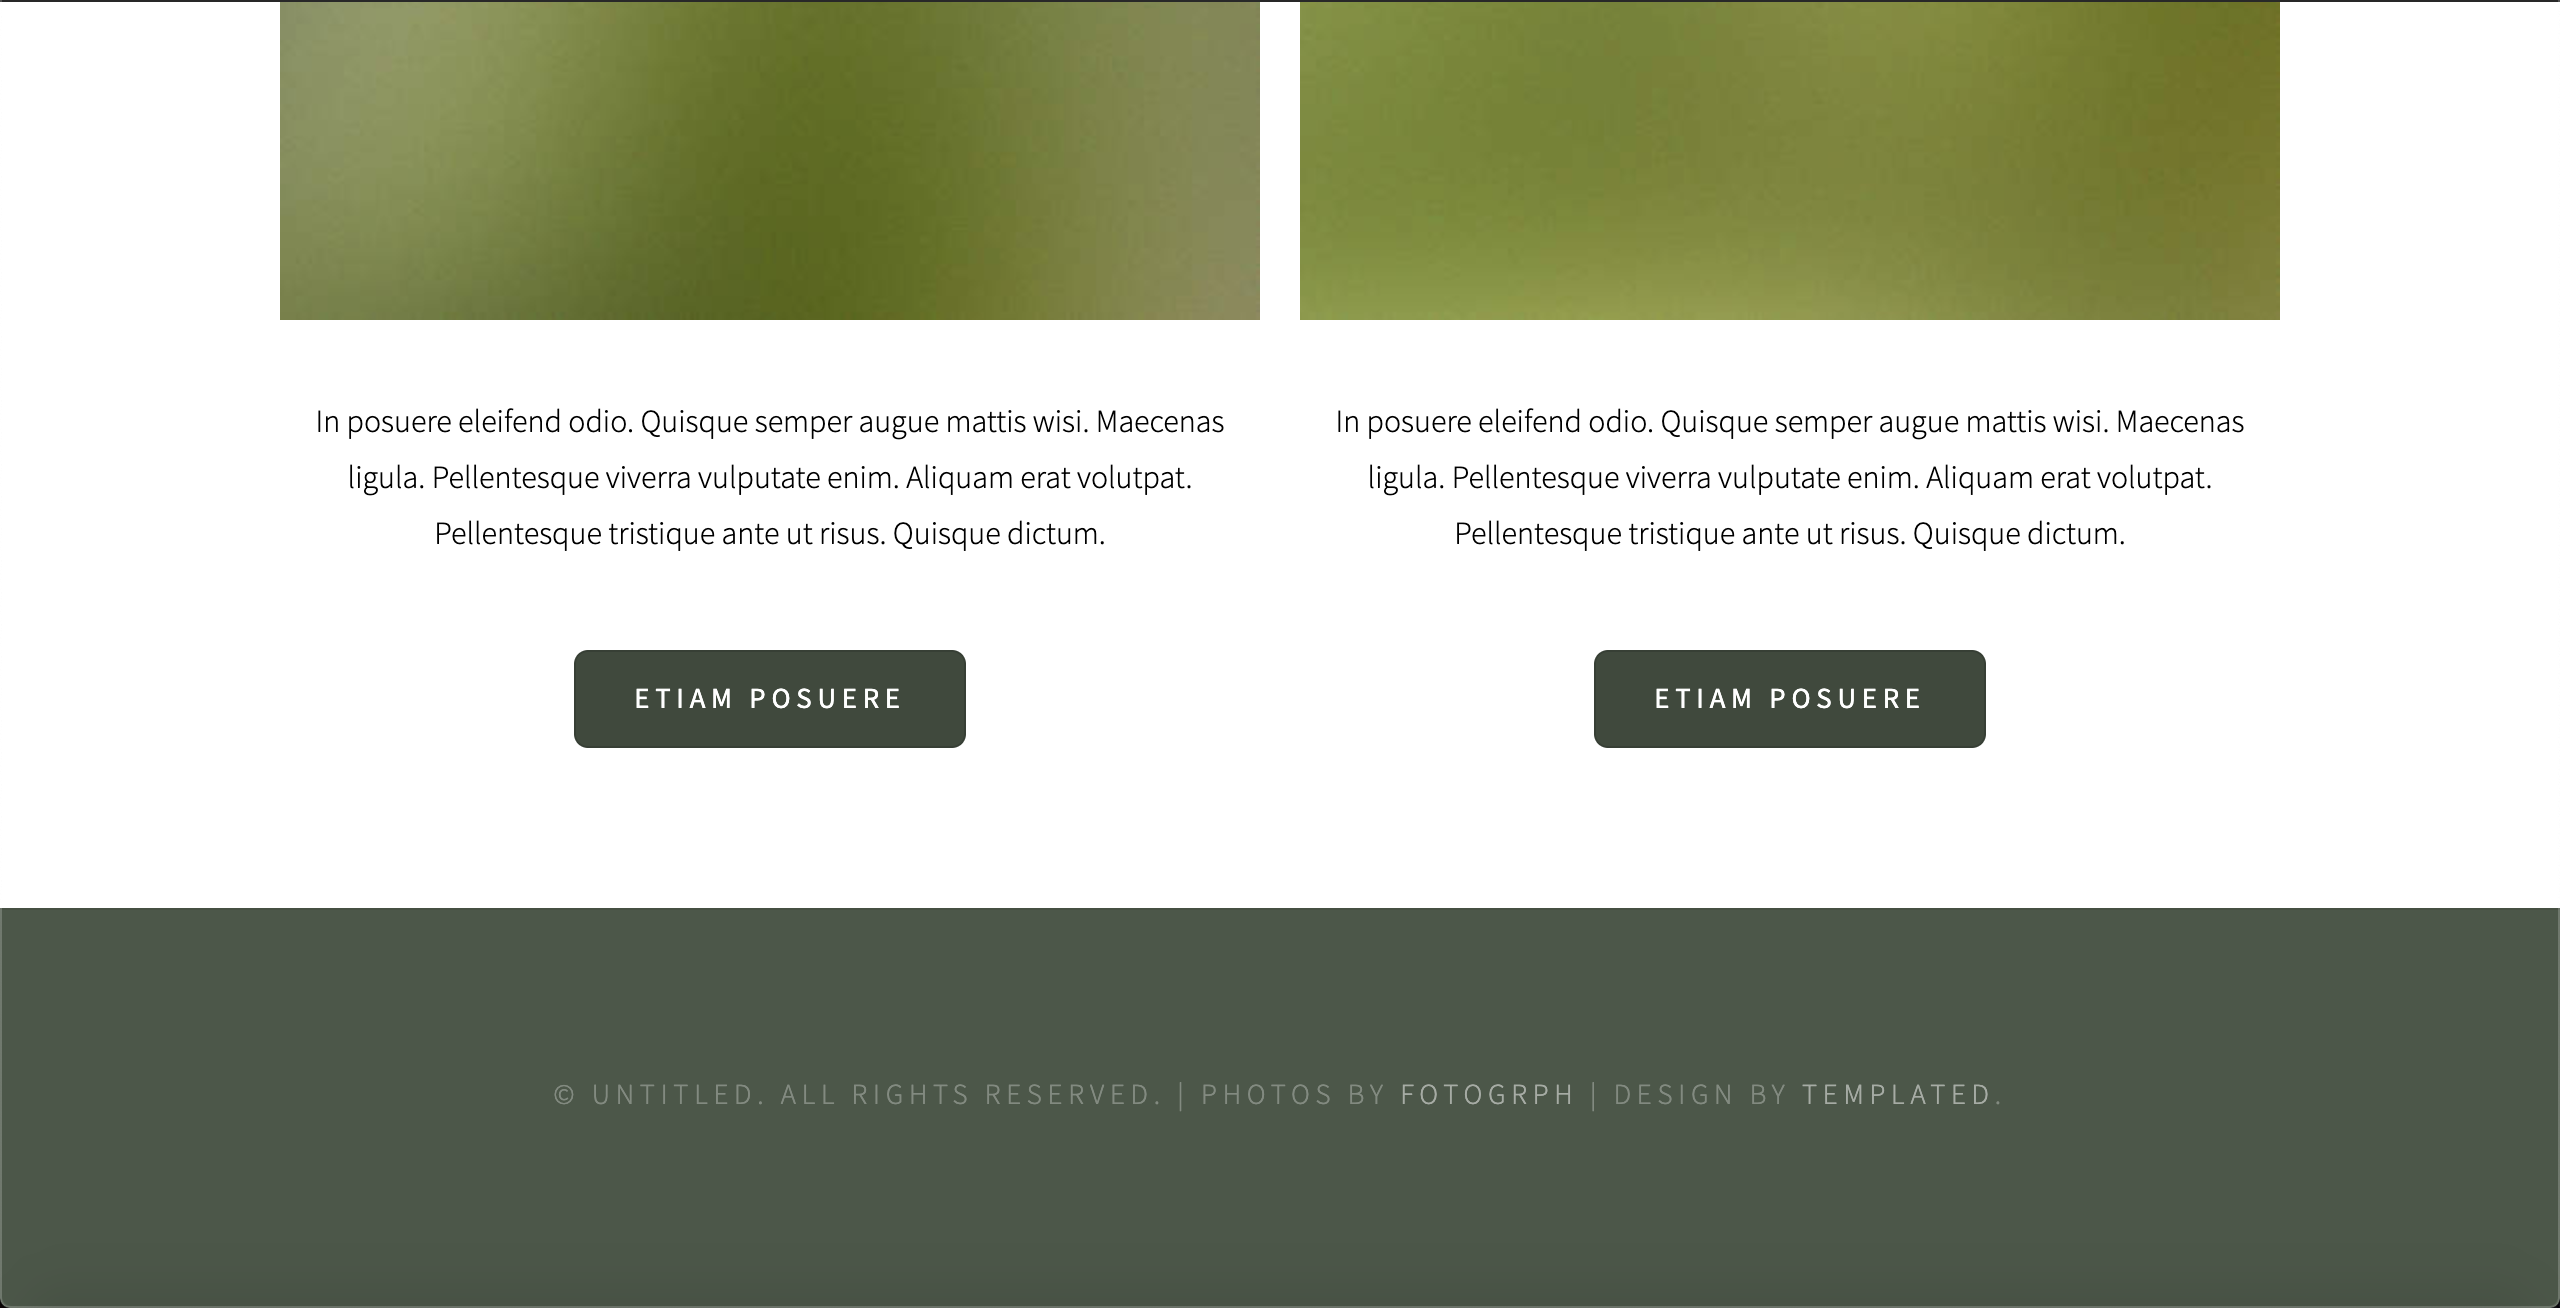 In posuere eleifend odio. Quisque semper augue mattis wisi. Maecenas
ligula. Pellentesque viverra vulputate enim. Aliquam erat volutpat.
Pellentesque tristique ante ut risus. Quisque dictum.
ETIAM POSUERE
In posuere eleifend odio. Quisque semper augue mattis wisi. Maecenas
ligula. Pellentesque viverra vulputate enim. Aliquam erat volutpat.
Pellentesque tristique ante ut risus. Quisque dictum.
ETIAM POSUERE
© UNTITLED. ALL RIGHTS RESERVED. | PHOTOS BY FOTOGRPH | DESIGN BY TEMPLATED.